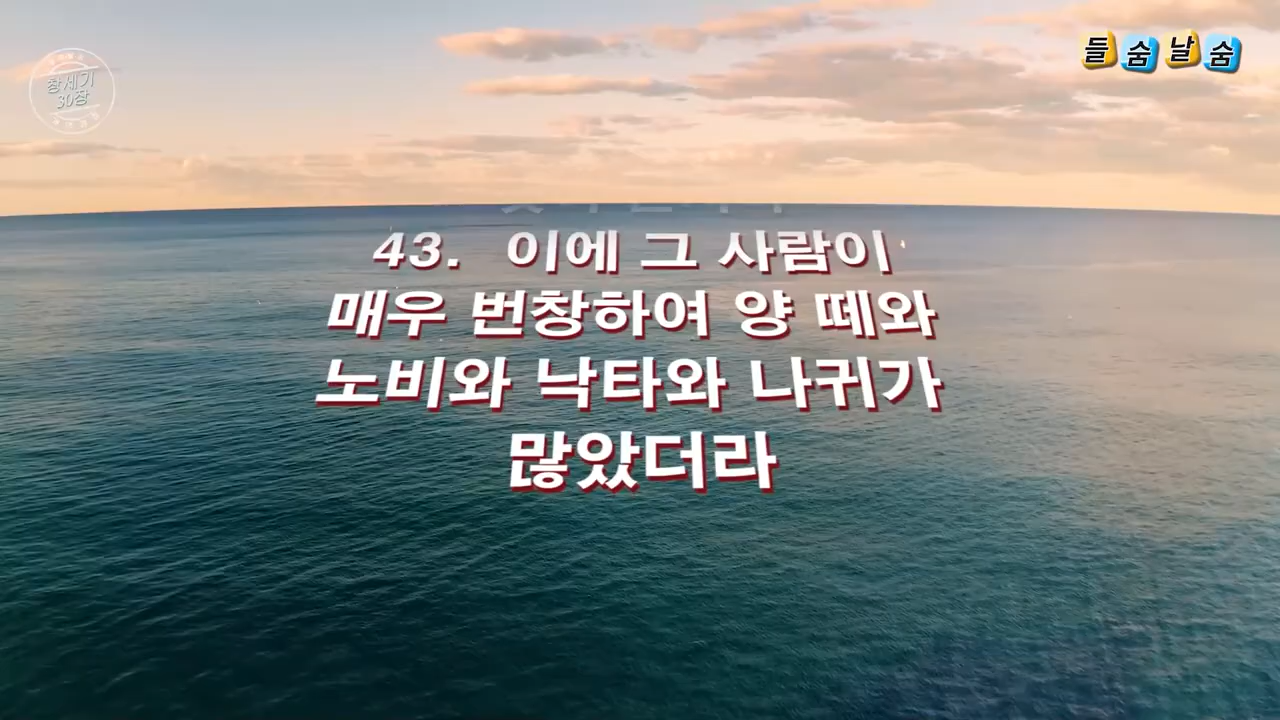 창세기
30장
들숨날숨
43. 이에 그 사람이
매우 번창하여 양 떼와
노비와 낙타와 나귀가
많았더라